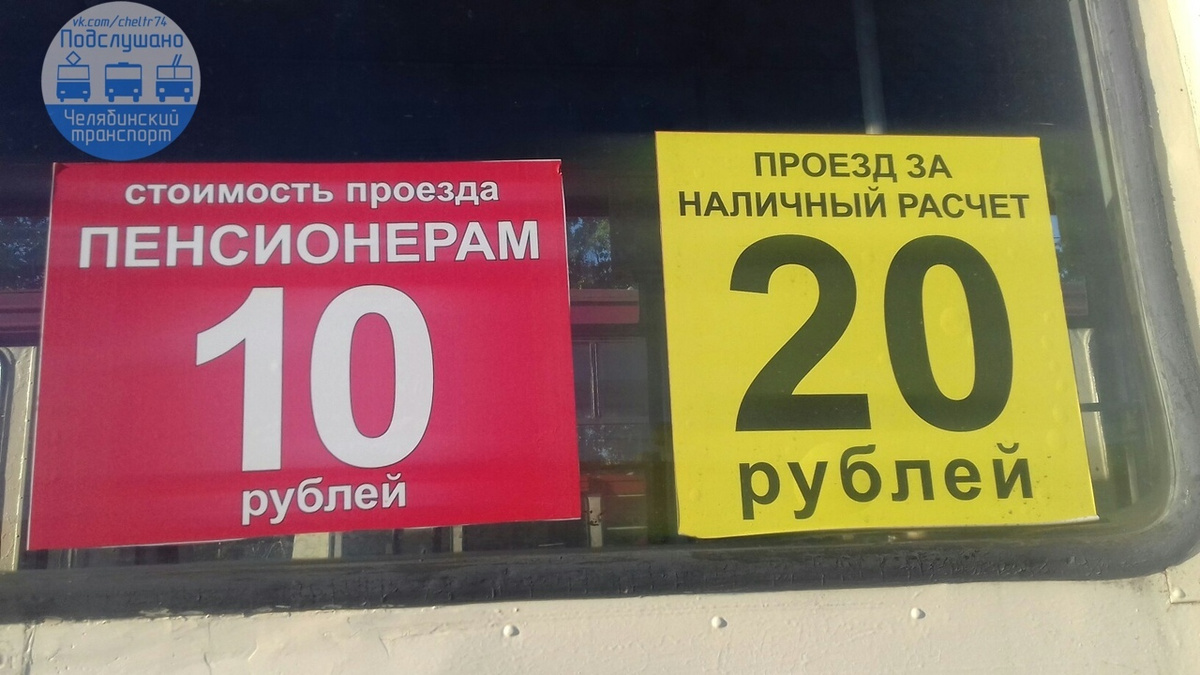 vk.com/cheltr74
Подслушано
Челябинский
транспорт
стоимость проезда
ПЕНСИОНЕРАМ
10
рублей
ПРОЕЗД ЗА
НАЛИЧНЫЙ РАСЧЕТ
20
рублей